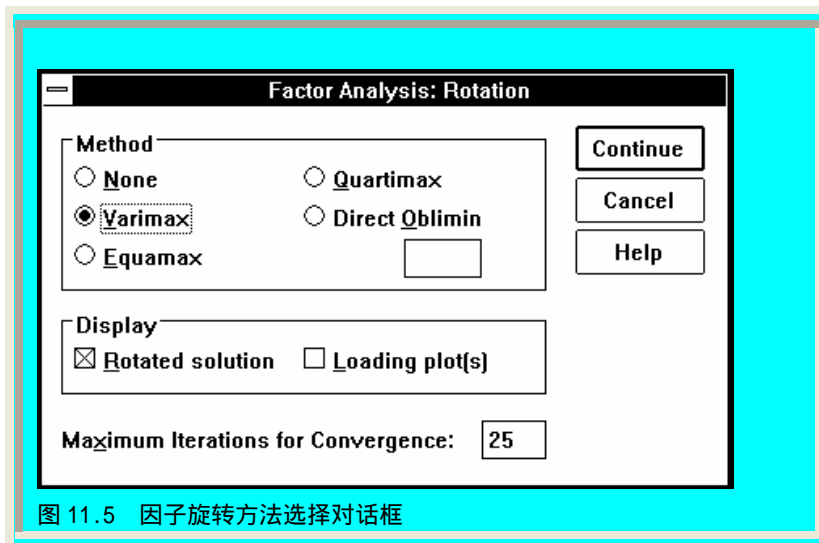 Factor Analysis: Rotation
Method
None
Quartimax
Varimax
Direct Oblimin
Equamax
Continue
Cancel
Help
Display
Rotated solution
Loading plot(s)
Maximum Iterations for Convergence: 25
图 11.5 因子旋转方法选择对话框